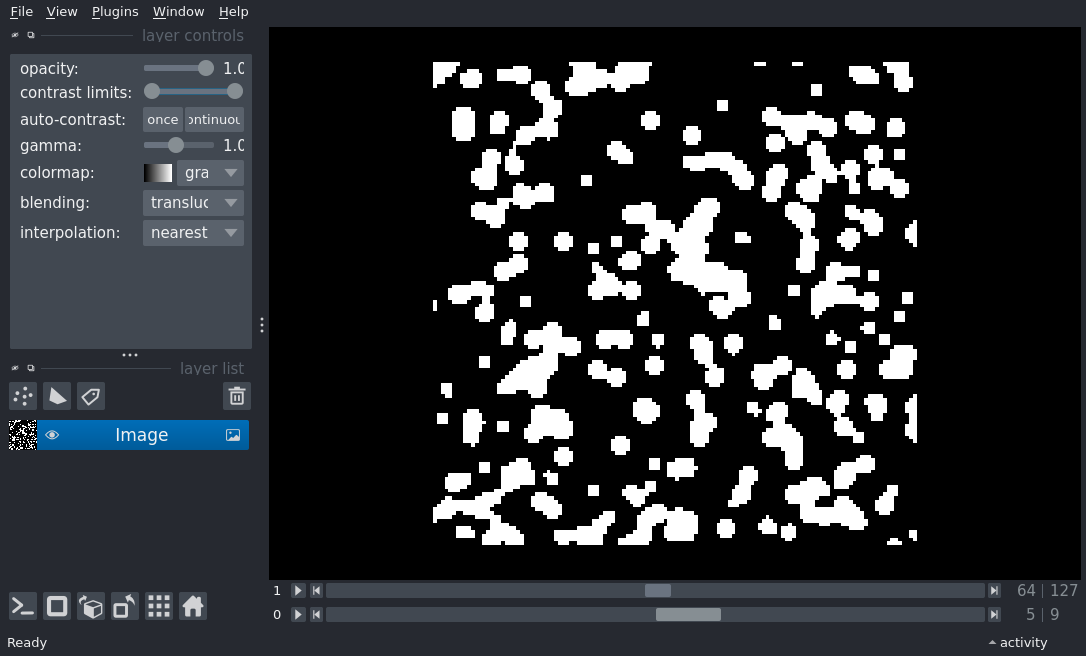 File View Plugins Window Help
layer controls
opacity: 1.0
contrast limits:
auto-contrast: once ontinuou
gamma: 1.0
colormap: gra
blending: transluc
interpolation: nearest
layer list
Image
1 64 | 127
0 5 | 9
Ready activity